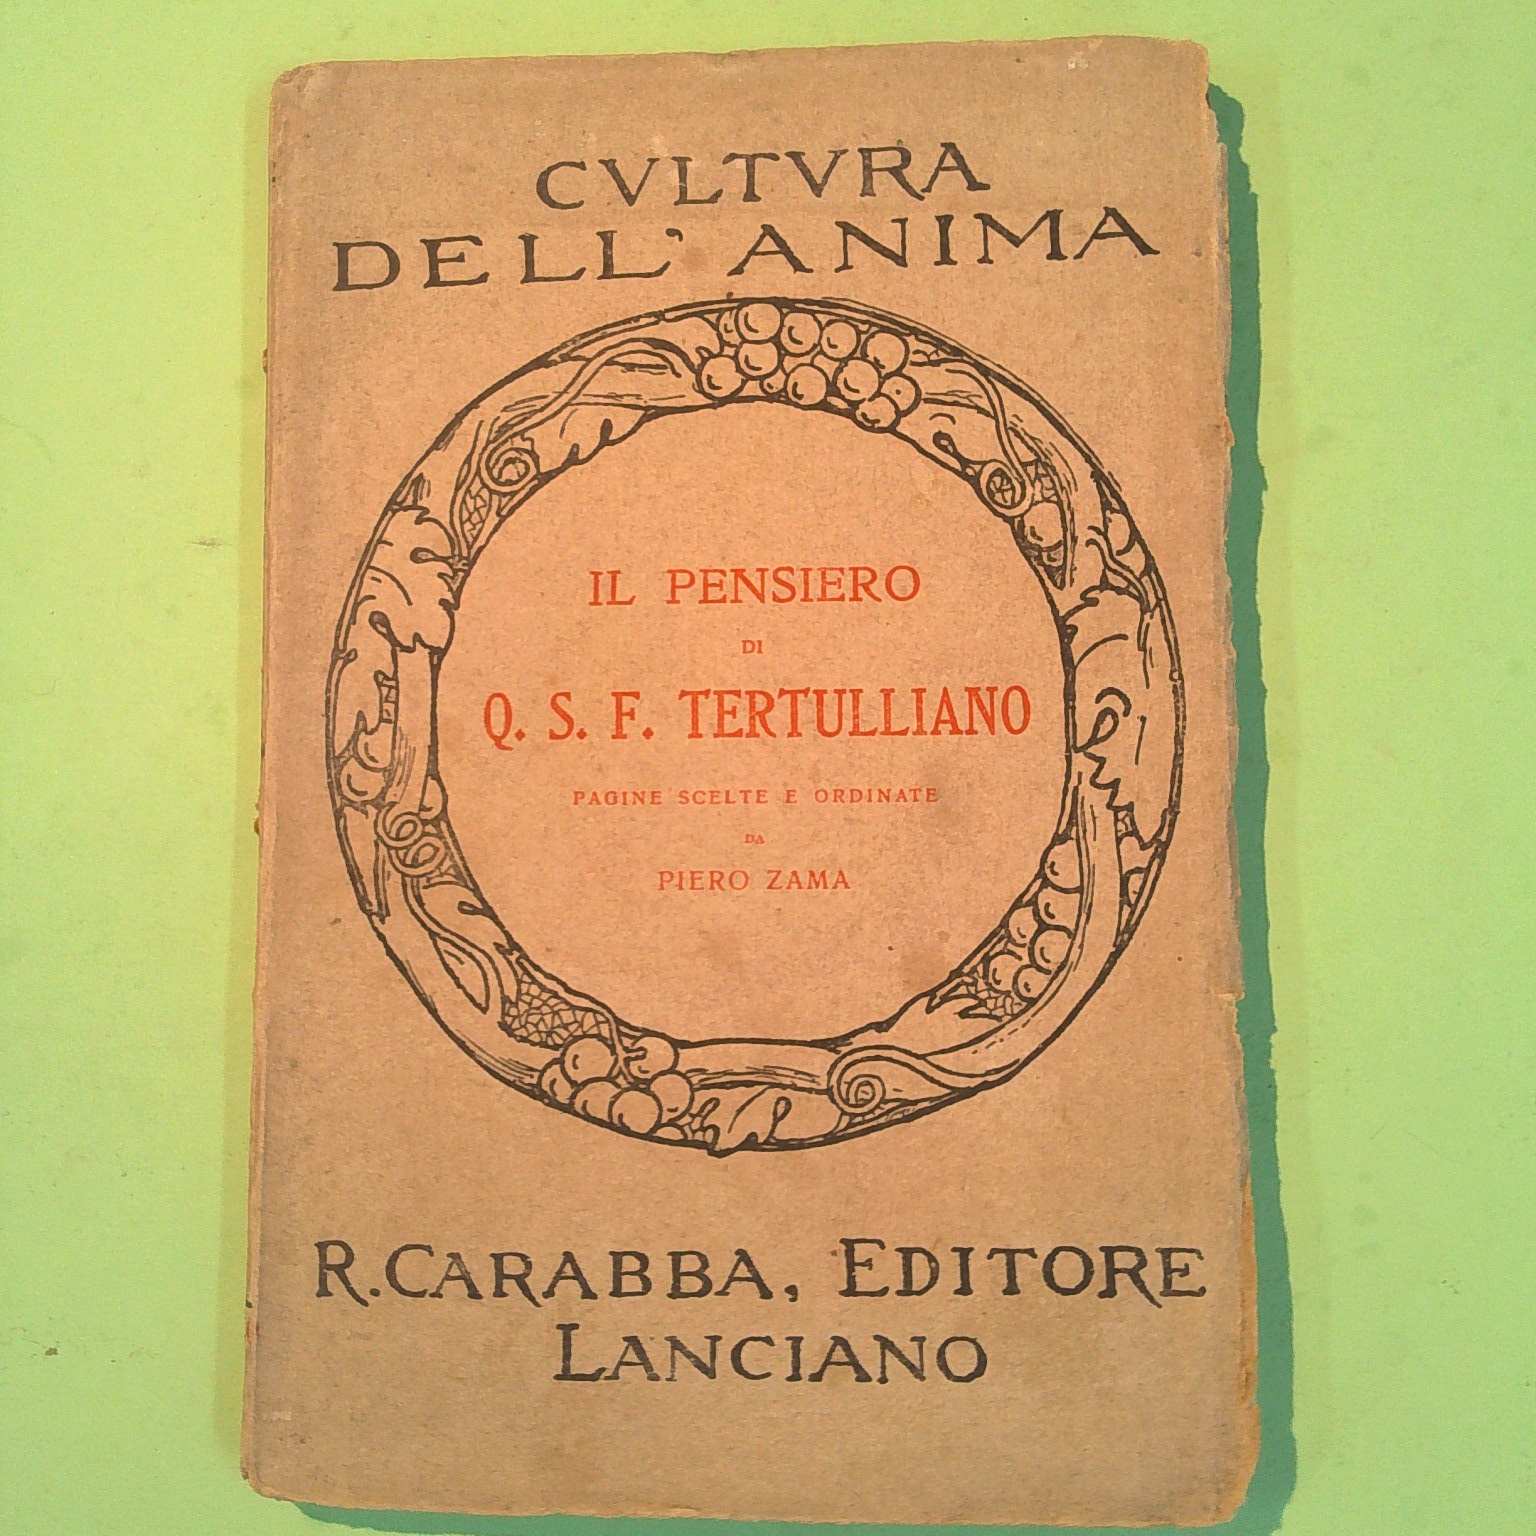 CVLTVRA
DELL' ANIMA
IL PENSIERO
DI
Q. S. F. TERTULLIANO
PAGINE SCELTE E ORDINATE
DA
PIERO ZAMA
R. CARABBA, EDITORE
LANCIANO